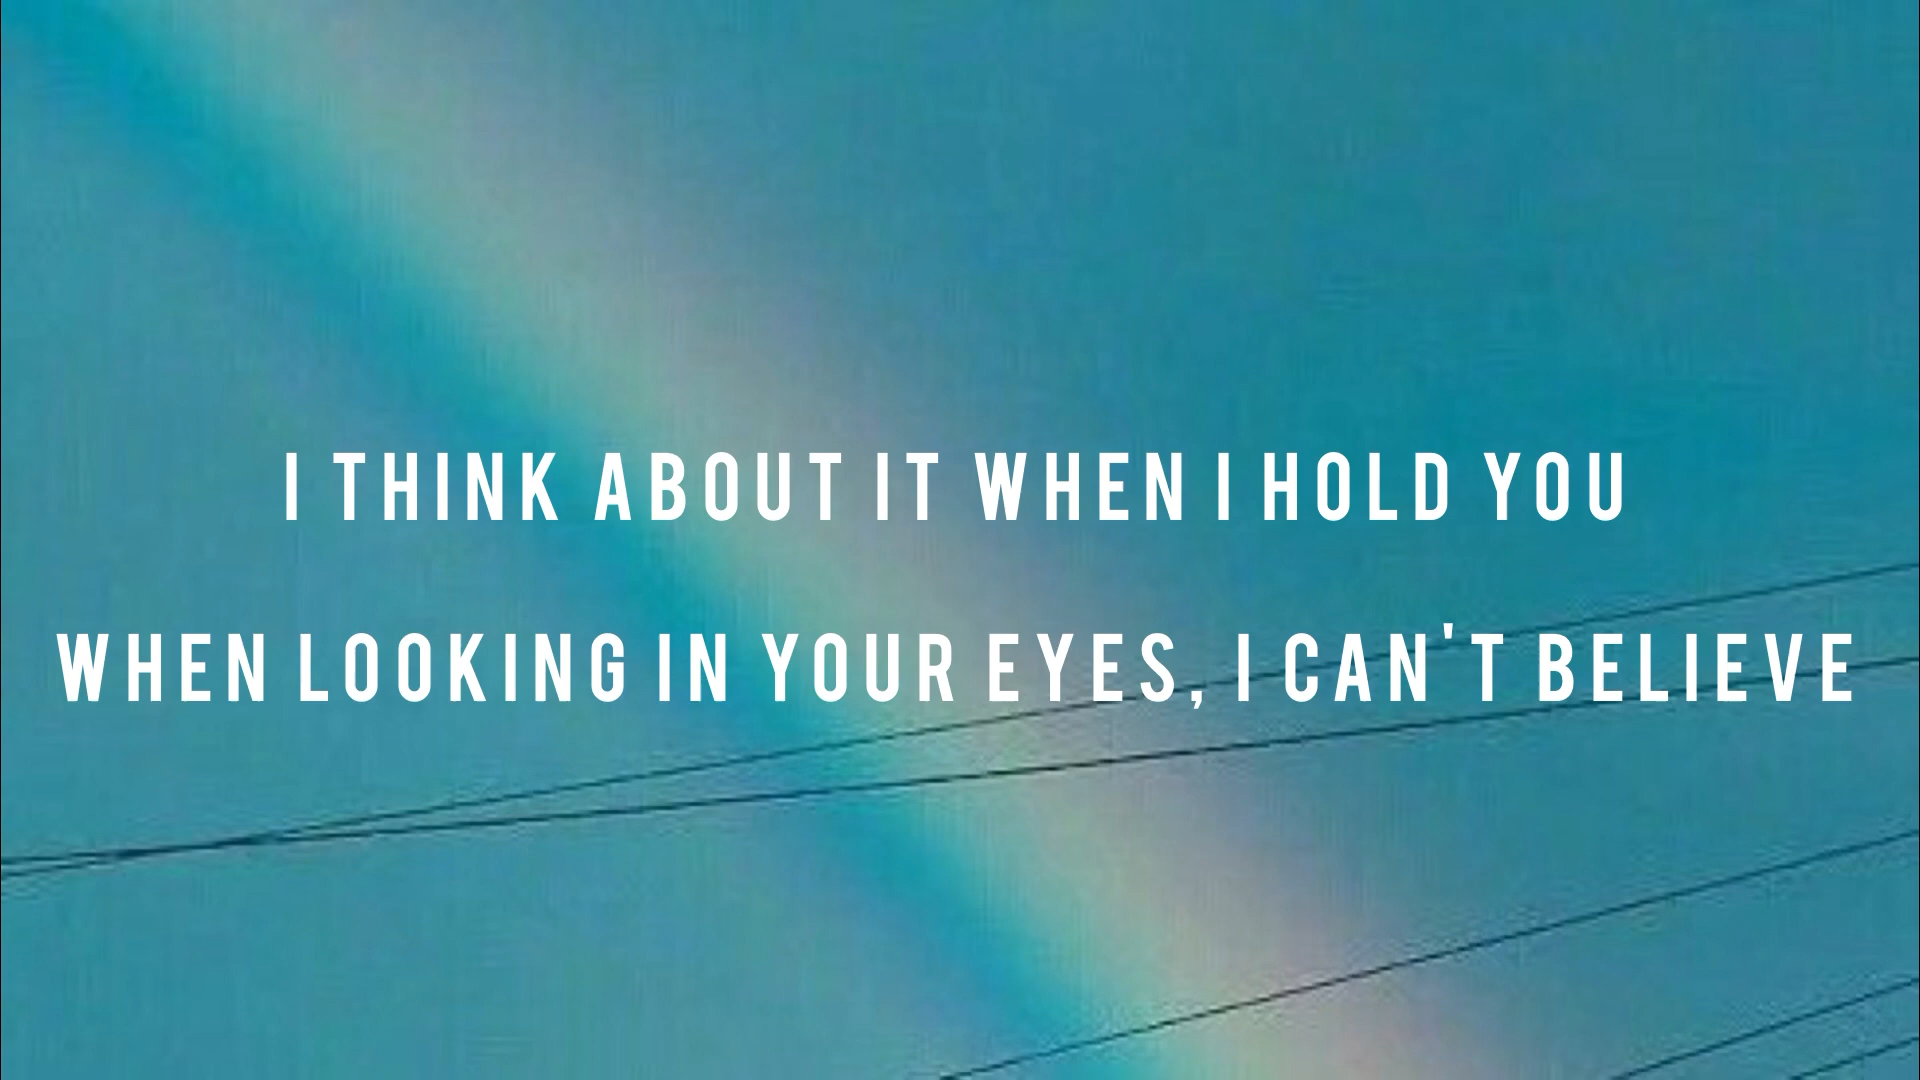 I THINK ABOUT IT WHEN I HOLD YOU
WHEN LOOKING IN YOUR EYES, I CAN'T BELIEVE